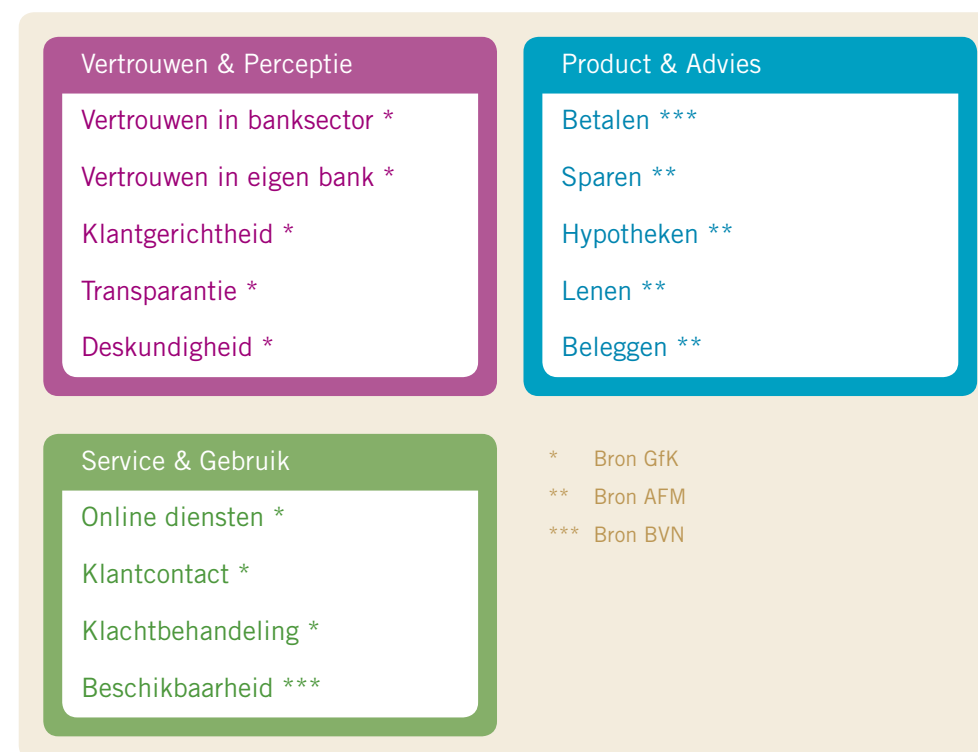 Vertrouwen & Perceptie
Vertrouwen in banksector *
Vertrouwen in eigen bank *
Klantgerichtheid *
Transparantie *
Deskundigheid *
Product & Advies
Betalen ***
Sparen **
Hypotheken **
Lenen **
Beleggen **
Service & Gebruik
Online diensten *
Klantcontact *
Klachtbehandeling *
Beschikbaarheid ***
* Bron GfK
** Bron AFM
*** Bron BVN